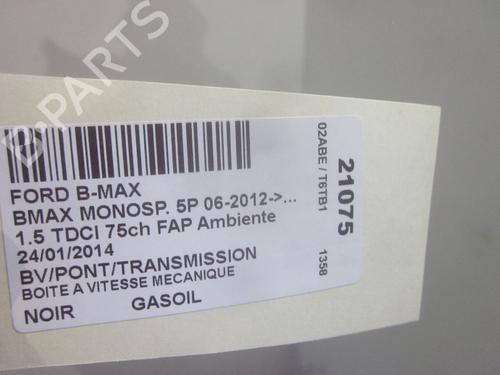 B-PARTS
FORD B-MAX
BMAX MONOSP. 5P 06-2012->...
1.5 TDCI 75ch FAP Ambiente
24/01/2014
BV/PONT/TRANSMISSION
BOITE A VITESSE MECANIQUE
NOIR GASOIL
21075
02ABE / T6TB1
1358